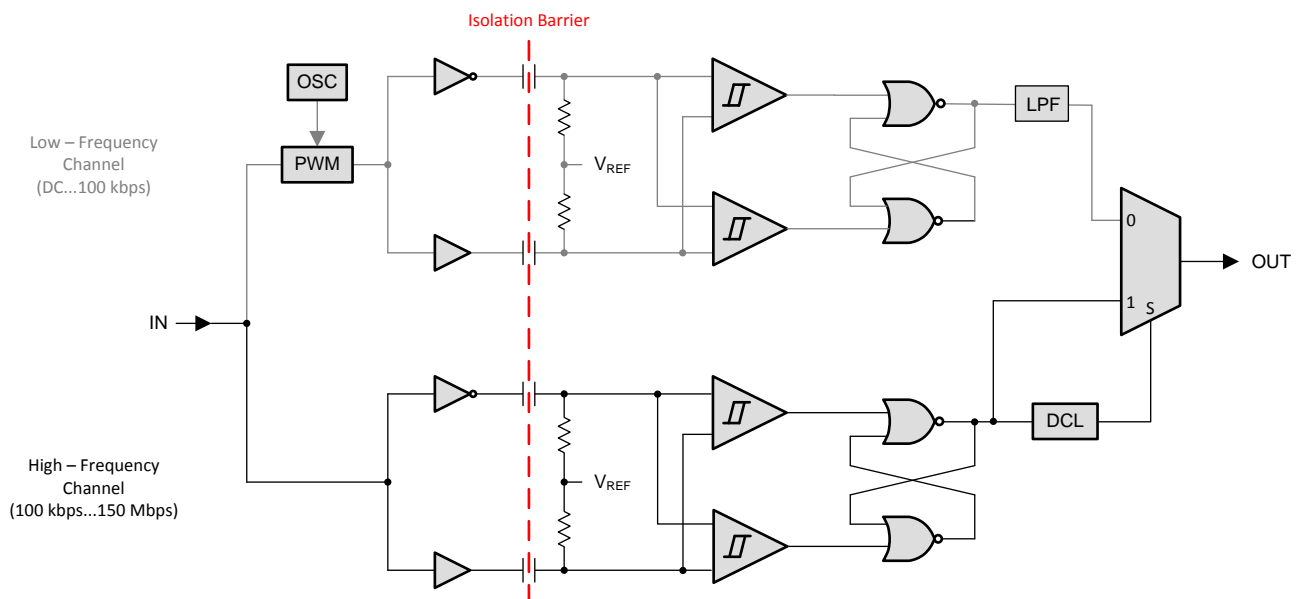 Isolation Barrier
OSC
Low – Frequency
Channel
(DC...100 kbps)
PWM
VREF
LPF
0
1
S
OUT
IN
DCL
High – Frequency
Channel
(100 kbps...150 Mbps)
VREF